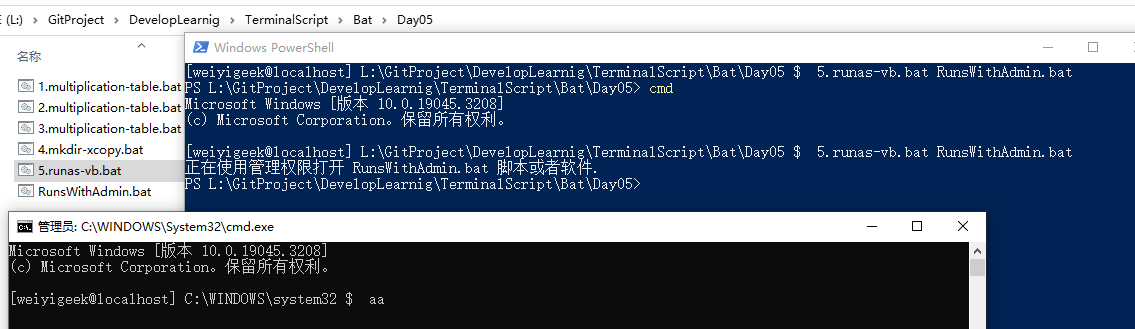 (L:) › GitProject › DevelopLearnig › TerminalScript › Bat › Day05
名称
1.multiplication-table.bat
2.multiplication-table.bat
3.multiplication-table.bat
4.mkdir-xcopy.bat
5.runas-vb.bat
RunsWithAdmin.bat
Windows PowerShell
[weiyigeek@localhost] L:\GitProject\DevelopLearnig\TerminalScript\Bat\Day05 $  5.runas-vb.bat RunsWithAdmin.bat
PS L:\GitProject\DevelopLearnig\TerminalScript\Bat\Day05> cmd
Microsoft Windows [版本 10.0.19045.3208]
(c) Microsoft Corporation。保留所有权利。
[weiyigeek@localhost] L:\GitProject\DevelopLearnig\TerminalScript\Bat\Day05 $  5.runas-vb.bat RunsWithAdmin.bat
正在使用管理权限打开 RunsWithAdmin.bat 脚本或者软件.
PS L:\GitProject\DevelopLearnig\TerminalScript\Bat\Day05>
管理员: C:\WINDOWS\System32\cmd.exe
Microsoft Windows [版本 10.0.19045.3208]
(c) Microsoft Corporation。保留所有权利。
[weiyigeek@localhost] C:\WINDOWS\system32 $  aa